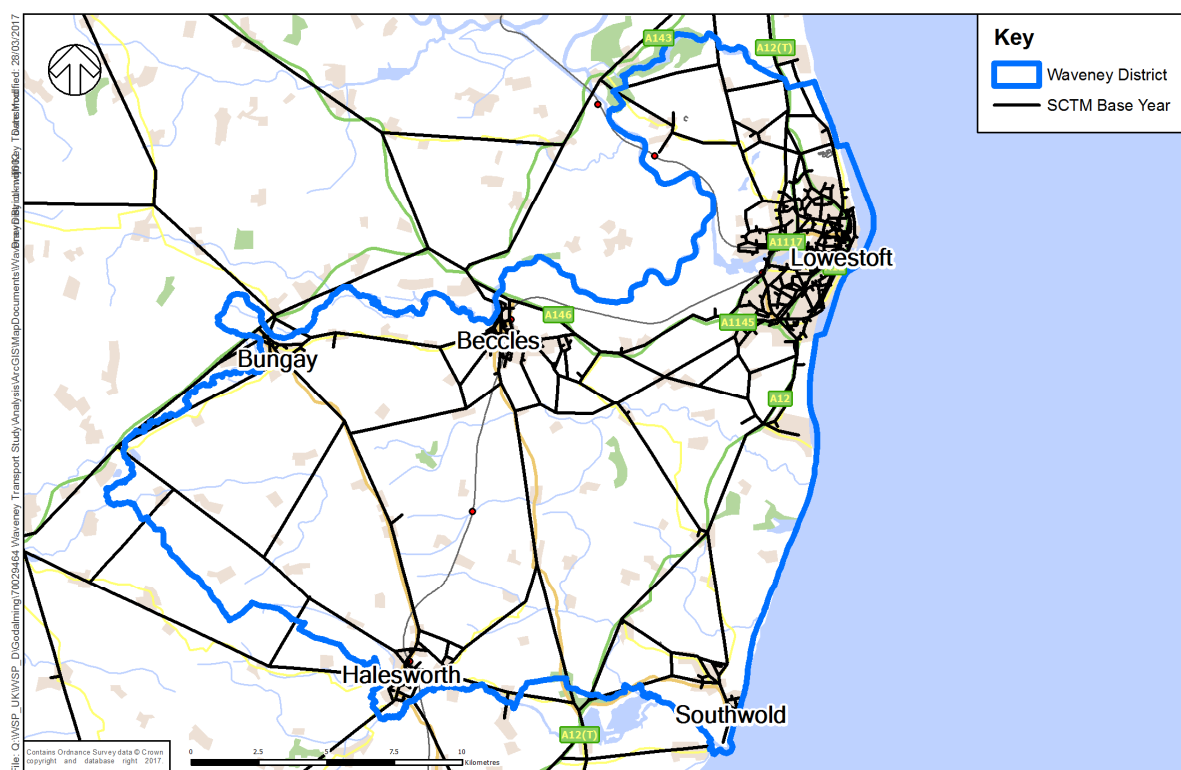 Key
Waveney District
SCTM Base Year
A143
A12(T)
A1117
Lowestoft
A146
A1145
Beccles
Bungay
A12
Halesworth
Southwold
A12(T)
Contains Ordnance Survey data © Crown
copyright and database right 2017.
0 2.5 5 7.5 10
Kilometres